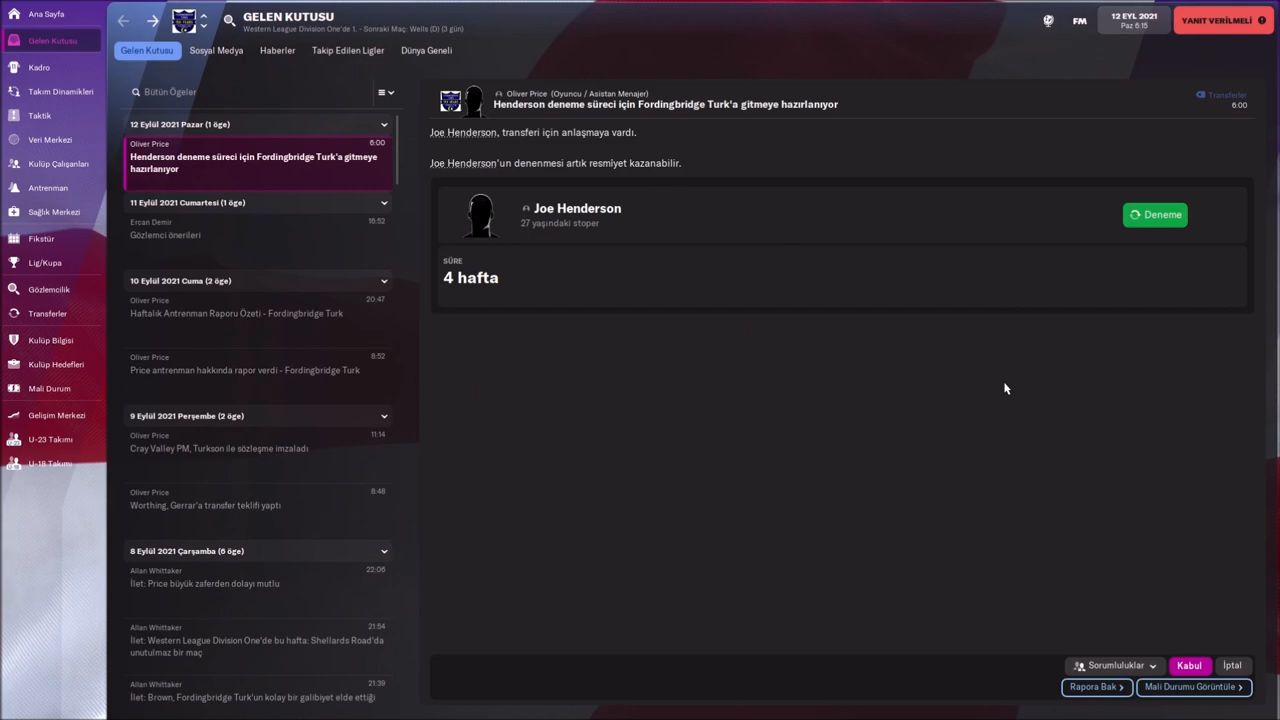 Ana Sayfa
Gelen Kutusu
Kadro
Takım Dinamikleri
Taktik
Veri Merkezi
Kulüp Çalışanları
Antrenman
Sağlık Merkezi
Fikstür
Lig/Kupa
Gözlemcilik
Transferler
Kulüp Bilgisi
Kulüp Hedefleri
Mali Durum
Gelişim Merkezi
U-23 Takımı
U-18 Takımı
GELEN KUTUSU
Western League Division One'de 1. - Sonraki Maç: Wells (D) (3 gün)
FM
12 EYL 2021
Paz 6:15
YANIT VERİLMELİ
Gelen Kutusu
Sosyal Medya
Haberler
Takip Edilen Ligler
Dünya Geneli
Bütün Ögeler
12 Eylül 2021 Pazar (1 öge)
Oliver Price 6:00
Henderson deneme süreci için Fordingbridge Turk'a gitmeye
hazırlanıyor
11 Eylül 2021 Cumartesi (1 öge)
Ercan Demir 16:52
Gözlemci önerileri
10 Eylül 2021 Cuma (2 öge)
Oliver Price 20:47
Haftalık Antrenman Raporu Özeti - Fordingbridge Turk
Oliver Price 8:52
Price antrenman hakkında rapor verdi - Fordingbridge Turk
9 Eylül 2021 Perşembe (2 öge)
Oliver Price 11:14
Cray Valley PM, Turkson ile sözleşme imzaladı
Oliver Price 8:48
Worthing, Gerrar'a transfer teklifi yaptı
8 Eylül 2021 Çarşamba (6 öge)
Allan Whittaker 22:06
İlet: Price büyük zaferden dolayı mutlu
Allan Whittaker 21:54
İlet: Western League Division One'de bu hafta: Shellards Road'da
unutulmaz bir maç
Allan Whittaker 21:39
İlet: Brown, Fordingbridge Turk'un kolay bir galibiyet elde ettiği
Oliver Price (Oyuncu / Asistan Menajer)
Henderson deneme süreci için Fordingbridge Turk'a gitmeye hazırlanıyor
Transferler
6:00
Joe Henderson, transferi için anlaşmaya vardı.
Joe Henderson'un denenmesi artık resmîyet kazanabilir.
Joe Henderson
27 yaşındaki stoper
Deneme
SÜRE
4 hafta
Sorumluluklar
Kabul
İptal
Rapora Bak
Mali Durumu Görüntüle